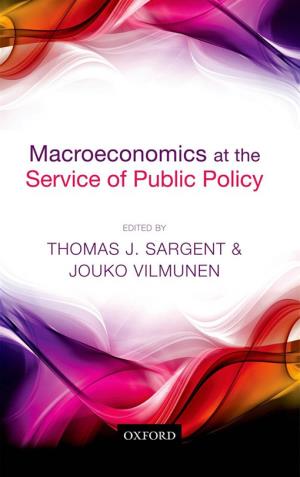 Macroeconomics at the
Service of Public Policy
EDITED BY
THOMAS J. SARGENT &
JOUKO VILMUNEN
OXFORD